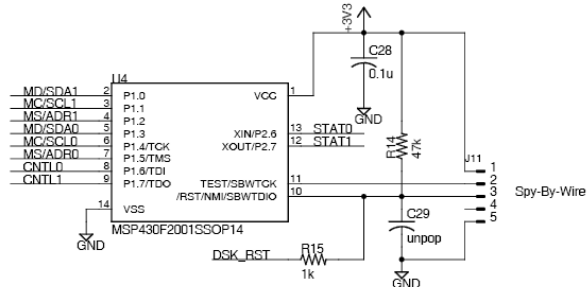 +3V3
C28
0.1u
GND
U4
MD/SDA1 2 P1.0 VCC 1
MC/SCL1 3 P1.1
MS/ADR1 4 P1.2
MD/SDA0 5 P1.3 XIN/P2.6 13 STAT0
MC/SCL0 6 P1.4/TCK XOUT/P2.7 12 STAT1
MS/ADR0 7 P1.5/TMS
CNTL0 8 P1.6/TDI
CNTL1 9 P1.7/TDO TEST/SBWTCK 11
/RST/NMI/SBWTDIO 10
14 VSS
GND
MSP430F2001SSOP14
R14
47k
J11
1
2
3
4
5
Spy-By-Wire
C29
unpop
DSK_RST R15
1k
GND